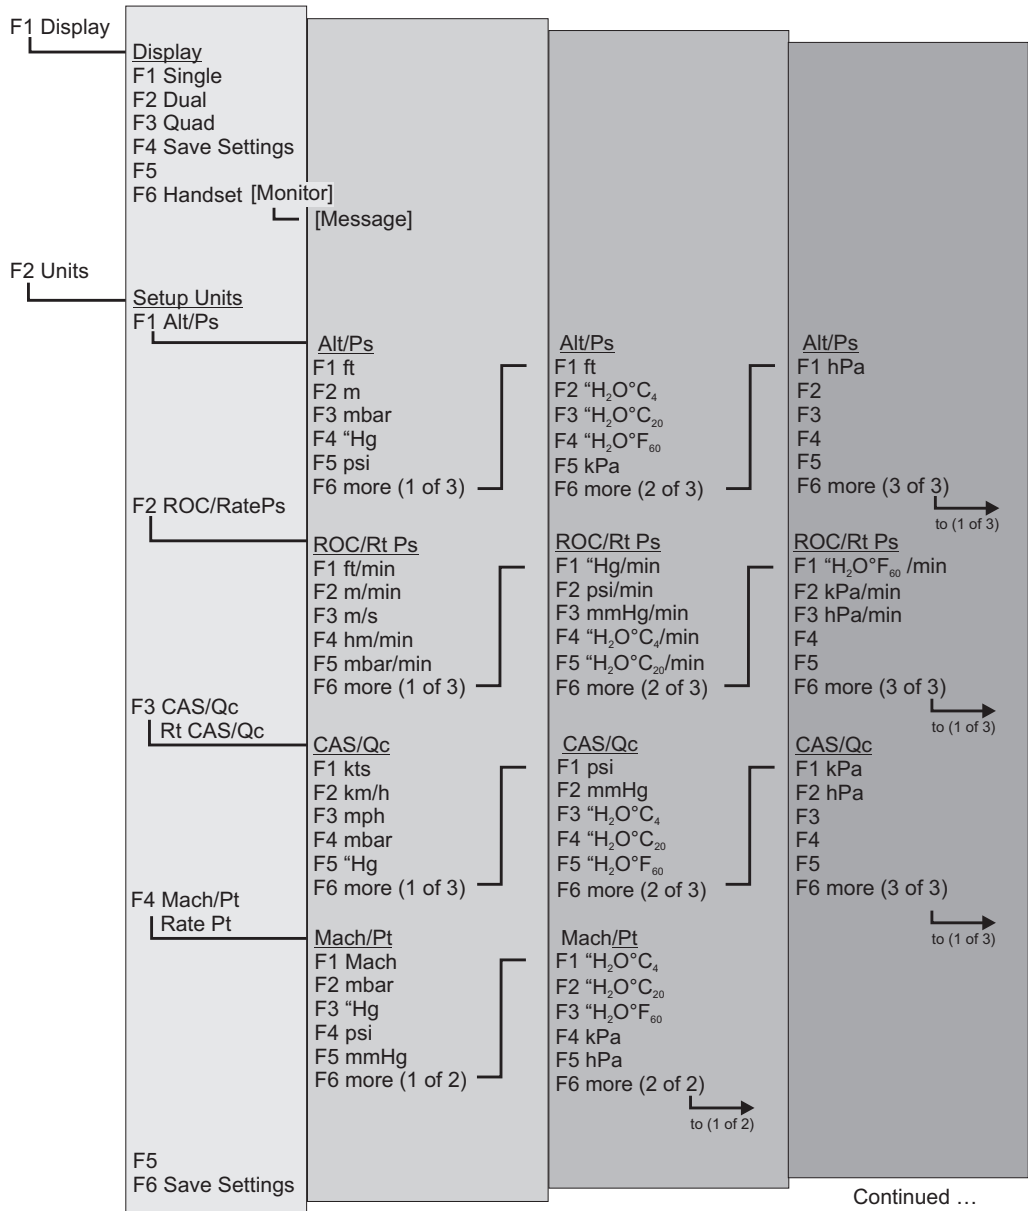 F1 Display
Display
F1 Single
F2 Dual
F3 Quad
F4 Save Settings
F5
F6 Handset [Monitor]
[Message]
F2 Units
Setup Units
F1 Alt/Ps
Alt/Ps
F1 ft
F2 m
F3 mbar
F4 “Hg
F5 psi
F6 more (1 of 3)
Alt/Ps
F1 ft
F2 “H₂O°C₄
F3 “H₂O°C₂₀
F4 “H₂O°F₆₀
F5 kPa
F6 more (2 of 3)
Alt/Ps
F1 hPa
F2
F3
F4
F5
F6 more (3 of 3)
to (1 of 3)
F2 ROC/RatePs
ROC/Rt Ps
F1 ft/min
F2 m/min
F3 m/s
F4 hm/min
F5 mbar/min
F6 more (1 of 3)
ROC/Rt Ps
F1 “Hg/min
F2 psi/min
F3 mmHg/min
F4 “H₂O°C₄/min
F5 “H₂O°C₂₀/min
F6 more (2 of 3)
ROC/Rt Ps
F1 “H₂O°F₆₀ /min
F2 kPa/min
F3 hPa/min
F4
F5
F6 more (3 of 3)
to (1 of 3)
F3 CAS/Qc
Rt CAS/Qc
CAS/Qc
F1 kts
F2 km/h
F3 mph
F4 mbar
F5 “Hg
F6 more (1 of 3)
CAS/Qc
F1 psi
F2 mmHg
F3 “H₂O°C₄
F4 “H₂O°C₂₀
F5 “H₂O°F₆₀
F6 more (2 of 3)
CAS/Qc
F1 kPa
F2 hPa
F3
F4
F5
F6 more (3 of 3)
to (1 of 3)
F4 Mach/Pt
Rate Pt
Mach/Pt
F1 Mach
F2 mbar
F3 “Hg
F4 psi
F5 mmHg
F6 more (1 of 2)
Mach/Pt
F1 “H₂O°C₄
F2 “H₂O°C₂₀
F3 “H₂O°F₆₀
F4 kPa
F5 hPa
F6 more (2 of 2)
to (1 of 2)
F5
F6 Save Settings
Continued …